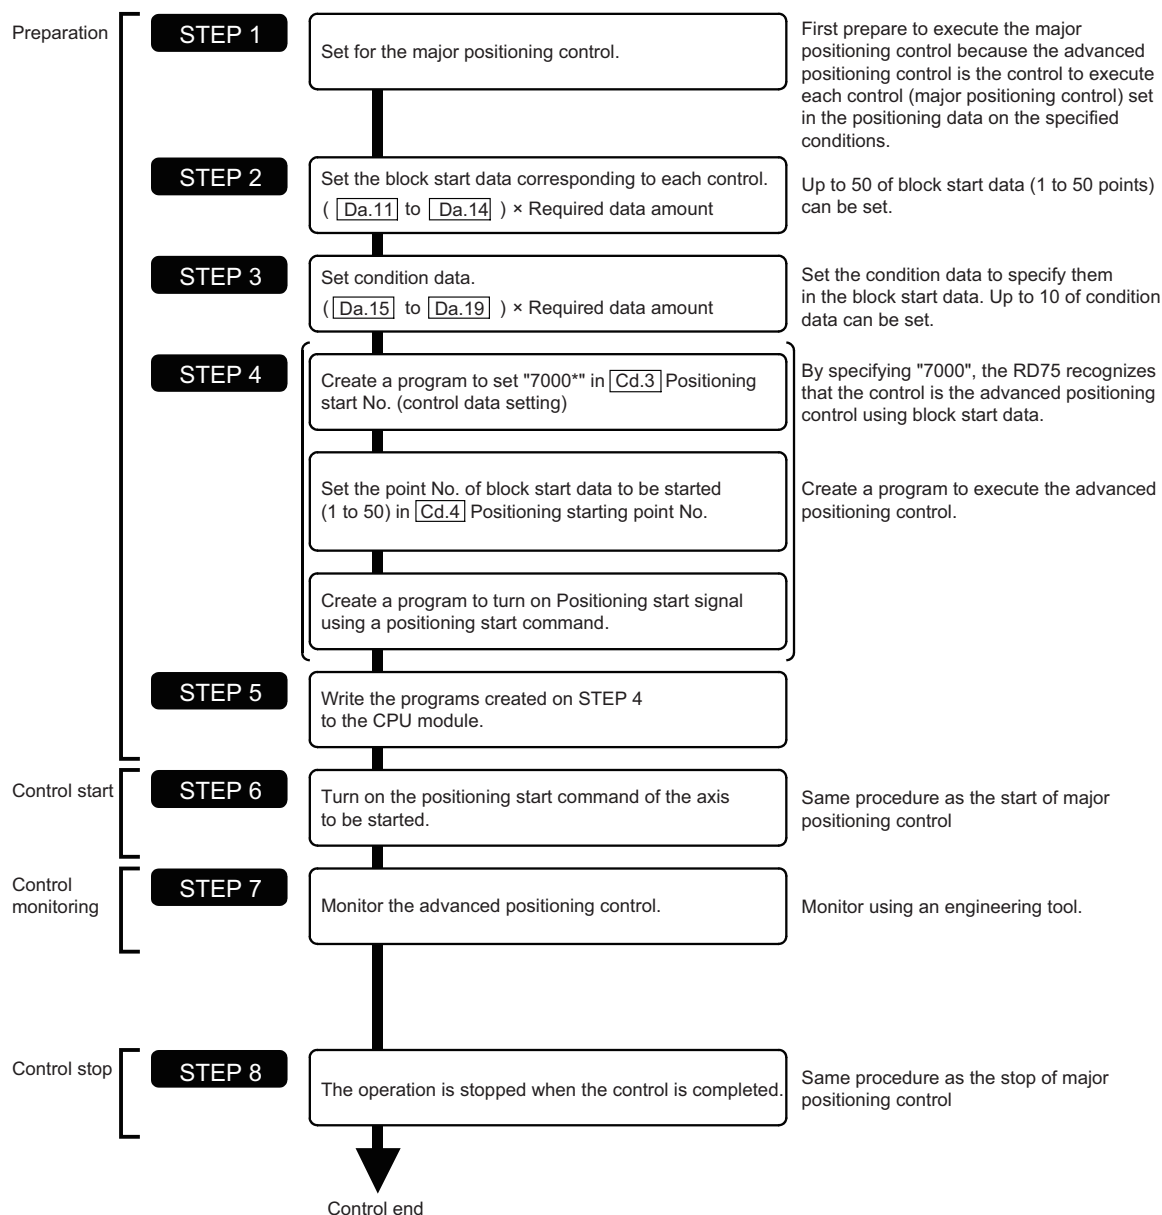 Preparation
STEP 1
Set for the major positioning control.
First prepare to execute the major
positioning control because the advanced
positioning control is the control to execute
each control (major positioning control) set
in the positioning data on the specified
conditions.
STEP 2
Set the block start data corresponding to each control.
( Da.11 to Da.14 ) × Required data amount
Up to 50 of block start data (1 to 50 points)
can be set.
STEP 3
Set condition data.
( Da.15 to Da.19 ) × Required data amount
Set the condition data to specify them
in the block start data. Up to 10 of condition
data can be set.
STEP 4
Create a program to set "7000*" in Cd.3 Positioning
start No. (control data setting)
By specifying "7000", the RD75 recognizes
that the control is the advanced positioning
control using block start data.
Set the point No. of block start data to be started
(1 to 50) in Cd.4 Positioning starting point No.
Create a program to execute the advanced
positioning control.
Create a program to turn on Positioning start signal
using a positioning start command.
STEP 5
Write the programs created on STEP 4
to the CPU module.
Control start
STEP 6
Turn on the positioning start command of the axis
to be started.
Same procedure as the start of major
positioning control
Control
monitoring
STEP 7
Monitor the advanced positioning control.
Monitor using an engineering tool.
Control stop
STEP 8
The operation is stopped when the control is completed.
Same procedure as the stop of major
positioning control
Control end